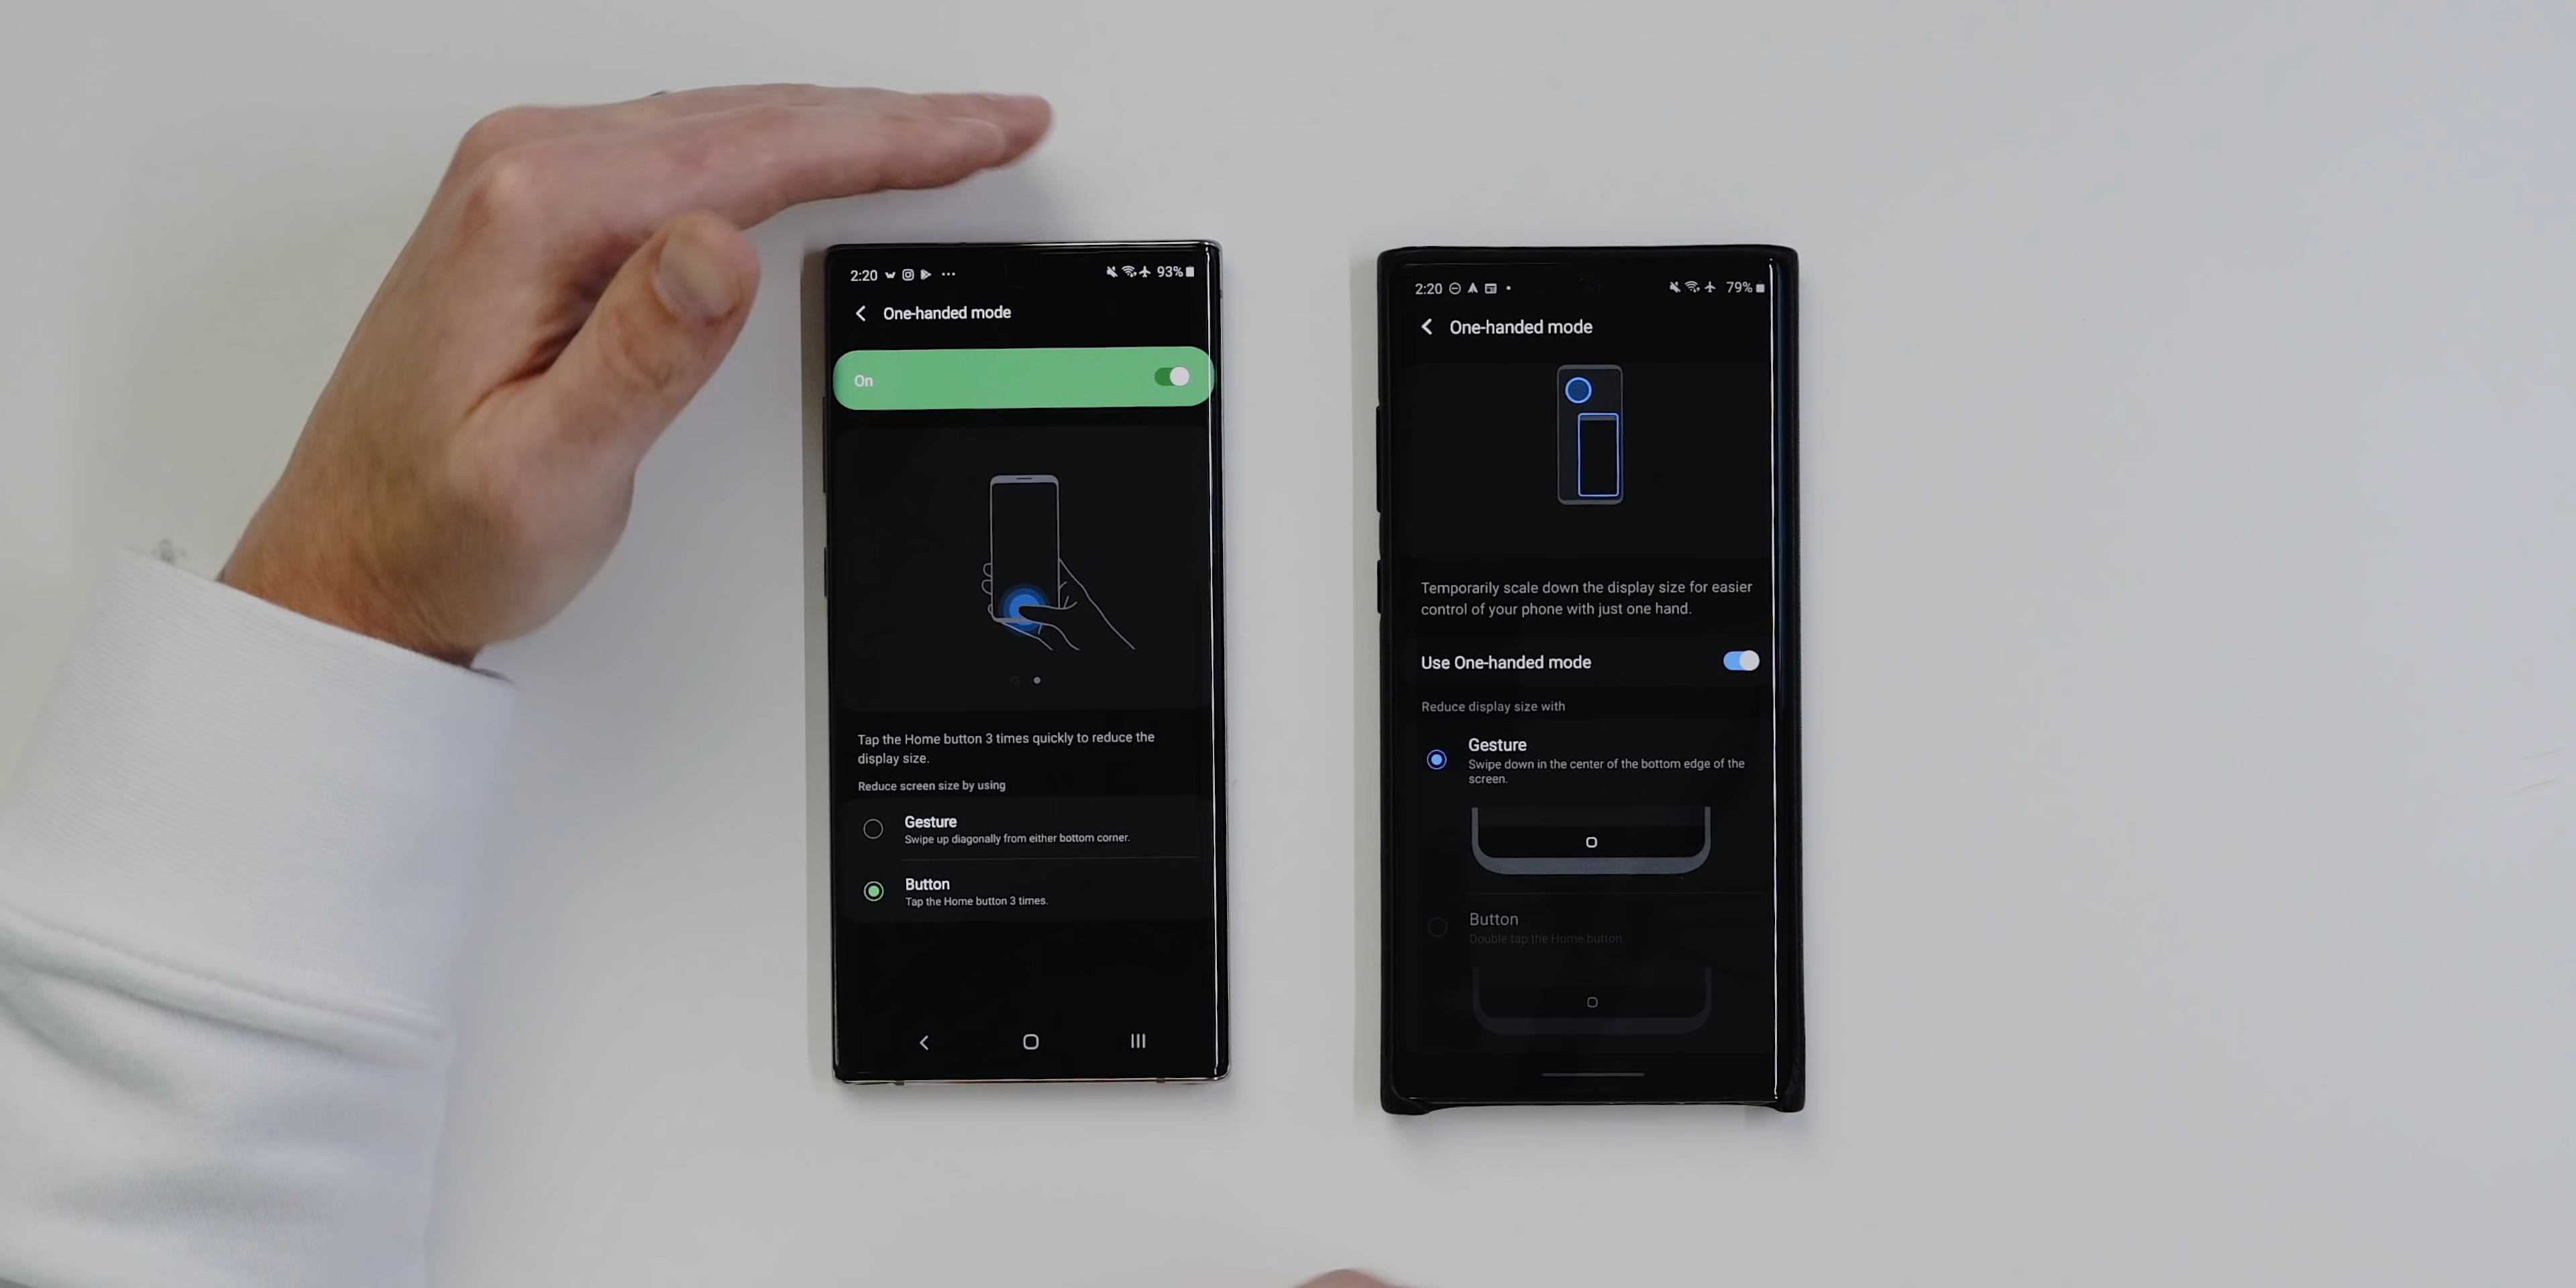 2:20
93%
One-handed mode
On
Tap the Home button 3 times quickly to reduce the
display size.
Reduce screen size by using
Gesture
Swipe up diagonally from either bottom corner.
Button
Tap the Home button 3 times.
2:20
79%
One-handed mode
Temporarily scale down the display size for easier
control of your phone with just one hand.
Use One-handed mode
Reduce display size with
Gesture
Swipe down in the center of the bottom edge of the
screen.
Button
Double tap the Home button